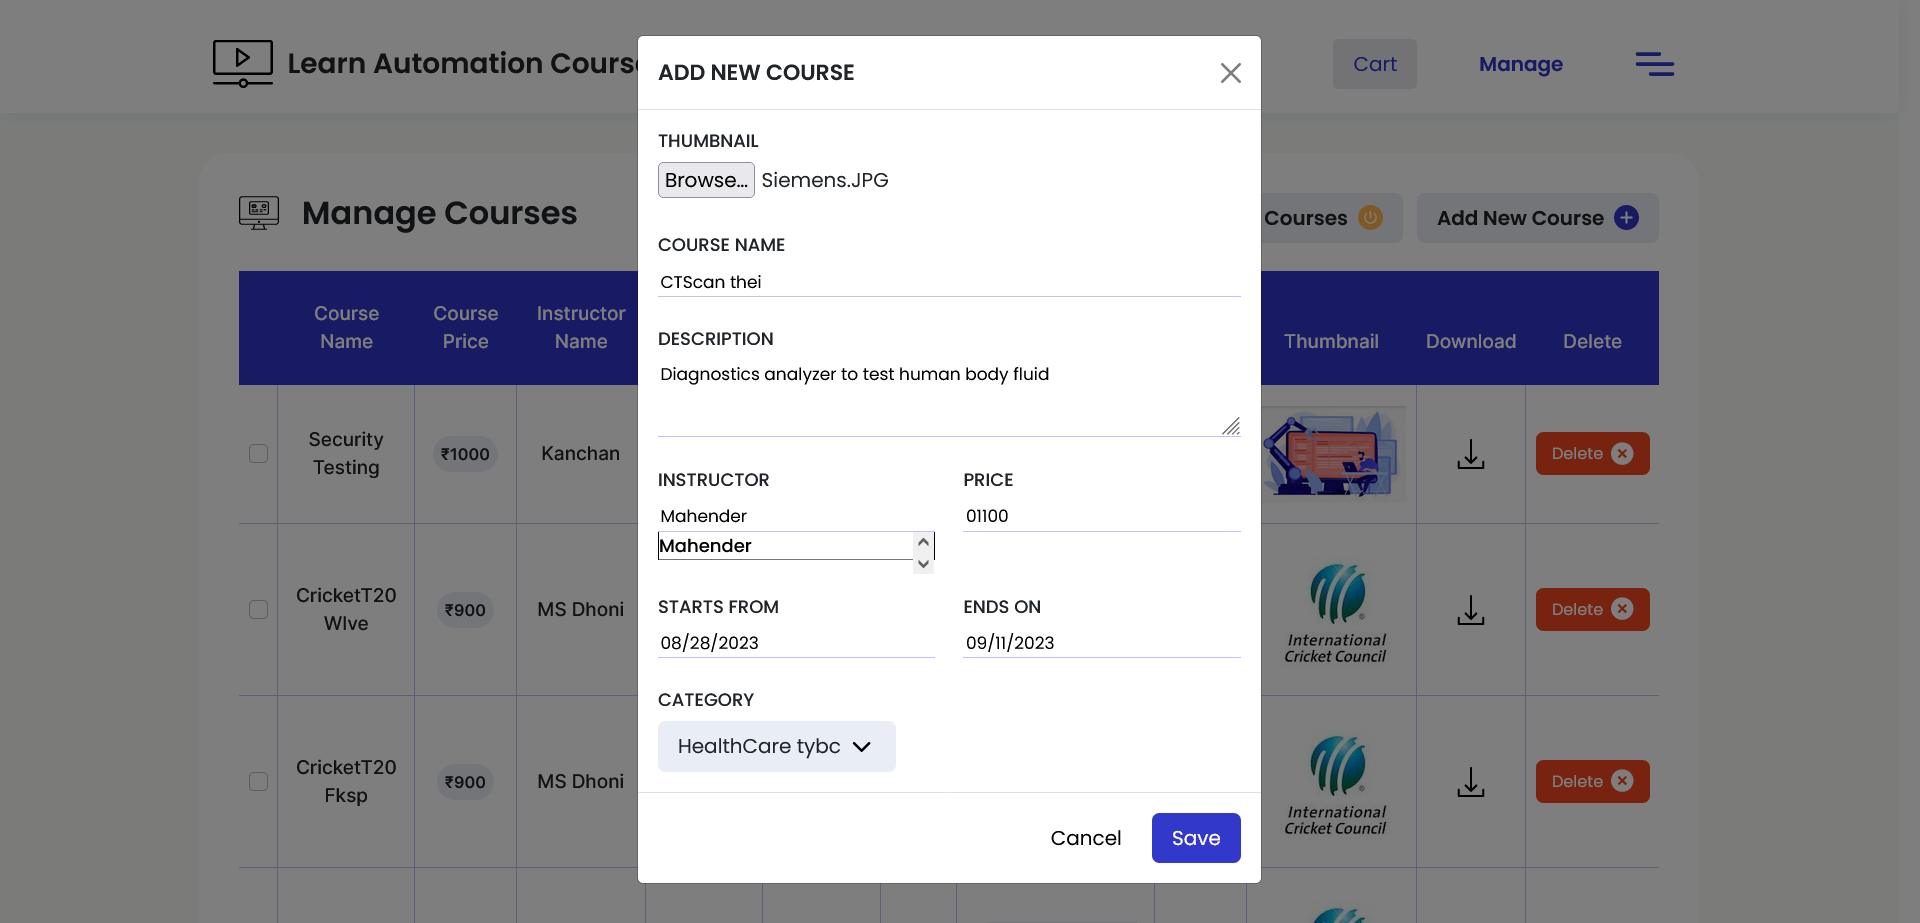 Learn Automation Cours
Cart
Manage
ADD NEW COURSE
THUMBNAIL
Browse... Siemens.JPG
COURSE NAME
CTScan thei
DESCRIPTION
Diagnostics analyzer to test human body fluid
INSTRUCTOR
Mahender
Mahender
PRICE
01100
STARTS FROM
08/28/2023
ENDS ON
09/11/2023
CATEGORY
HealthCare tybc
Cancel
Save
Manage Courses
Courses
Add New Course
Course
Name
Course
Price
Instructor
Name
Thumbnail
Download
Delete
Security
Testing
₹1000
Kanchan
Delete
CricketT20
Wlve
₹900
MS Dhoni
International
Cricket Council
Delete
CricketT20
Fksp
₹900
MS Dhoni
International
Cricket Council
Delete